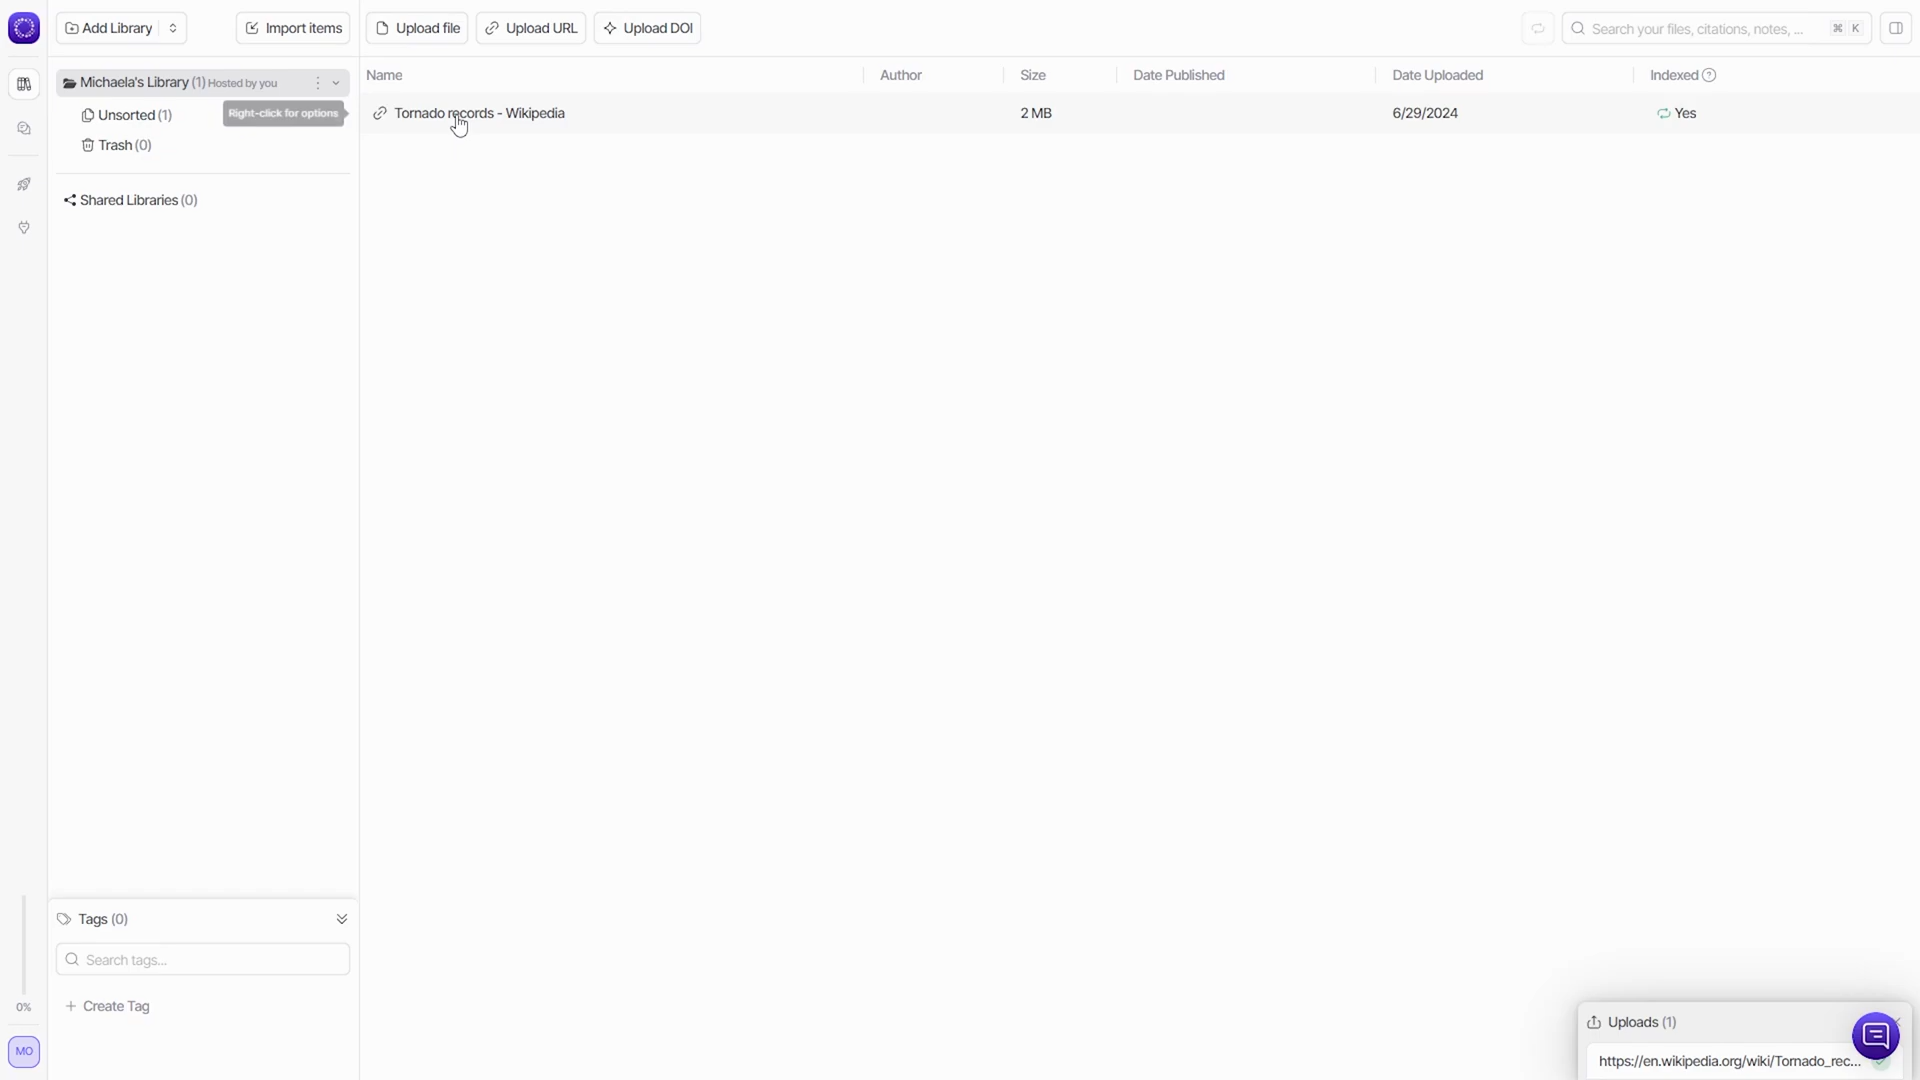 Add Library
Import items
Upload file
Upload URL
Upload DOI
Search your files, citations, notes, ...
⌘ K
Michaela's Library (1) Hosted by you
Unsorted (1)
Right-click for options
Trash (0)
Shared Libraries (0)
Name
Author
Size
Date Published
Date Uploaded
Indexed
Tornado records - Wikipedia
2 MB
6/29/2024
Yes
Tags (0)
Search tags...
+ Create Tag
0%
MO
Uploads (1)
https://en.wikipedia.org/wiki/Tornado_rec...